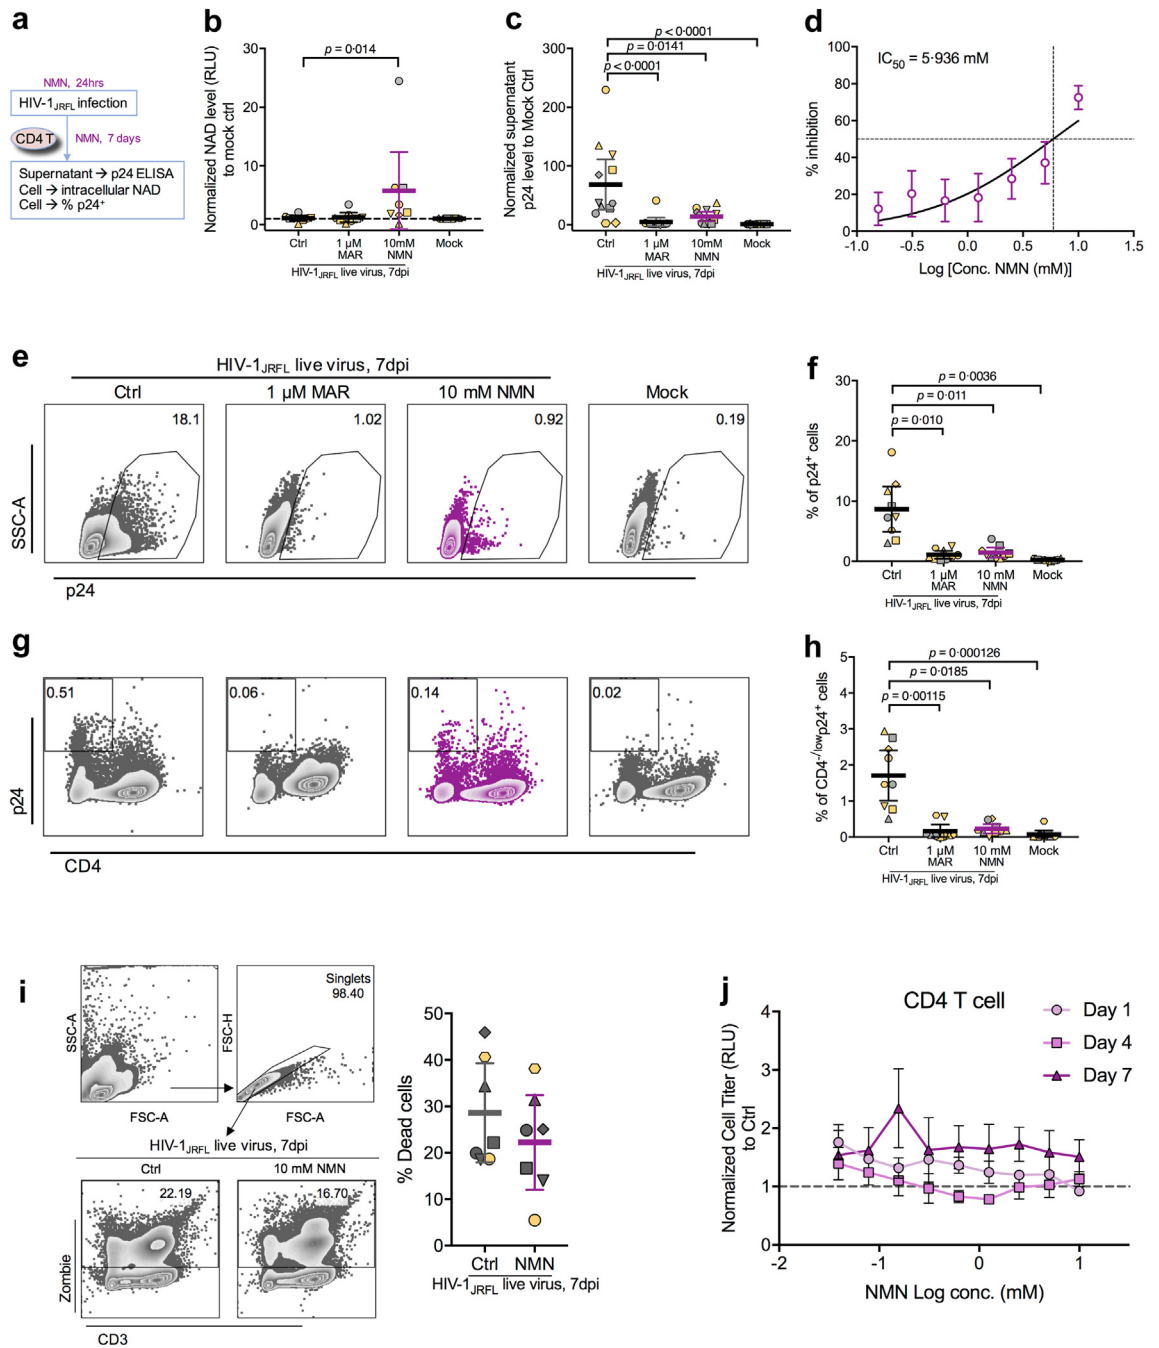 a
NMN, 24hrs
HIV-1JRFL infection
CD4 T
NMN, 7 days
Supernatant → p24 ELISA
Cell → intracellular NAD
Cell → % p24+
b
Normalized NAD level (RLU)
to mock ctrl
30
20
10
0
p = 0·014
Ctrl
1 µM
MAR
10mM
NMN
Mock
HIV-1JRFL live virus, 7dpi
c
Normalized supernatant
p24 level to Mock Ctrl
300
200
100
0
p < 0·0001
p = 0·0141
p < 0·0001
Ctrl
1 µM
MAR
10mM
NMN
Mock
HIV-1JRFL live virus, 7dpi
d
% inhibition
100
80
60
40
20
0
IC50 = 5·936 mM
-1.0
-0.5
0.0
0.5
1.0
1.5
Log [Conc. NMN (mM)]
e
HIV-1JRFL live virus, 7dpi
Ctrl
1 µM MAR
10 mM NMN
Mock
18.1
1.02
0.92
0.19
SSC-A
p24
f
% of p24+ cells
30
20
10
0
p = 0·0036
p = 0·011
p = 0·010
Ctrl
1 µM
MAR
10 mM
NMN
Mock
HIV-1JRFL live virus, 7dpi
g
0.51
0.06
0.14
0.02
p24
CD4
h
% of CD4-/lowp24+ cells
5
4
3
2
1
0
p = 0·000126
p = 0·0185
p = 0·00115
Ctrl
1 µM
MAR
10 mM
NMN
Mock
HIV-1JRFL live virus, 7dpi
i
SSC-A
FSC-A
FSC-H
Singlets
98.40
FSC-A
HIV-1JRFL live virus, 7dpi
Ctrl
10 mM NMN
22.19
16.70
Zombie
CD3
% Dead cells
50
40
30
20
10
0
Ctrl
NMN
HIV-1JRFL live virus, 7dpi
j
CD4 T cell
Normalized Cell Titer (RLU)
to Ctrl
4
3
2
1
0
Day 1
Day 4
Day 7
-2
-1
0
1
NMN Log conc. (mM)